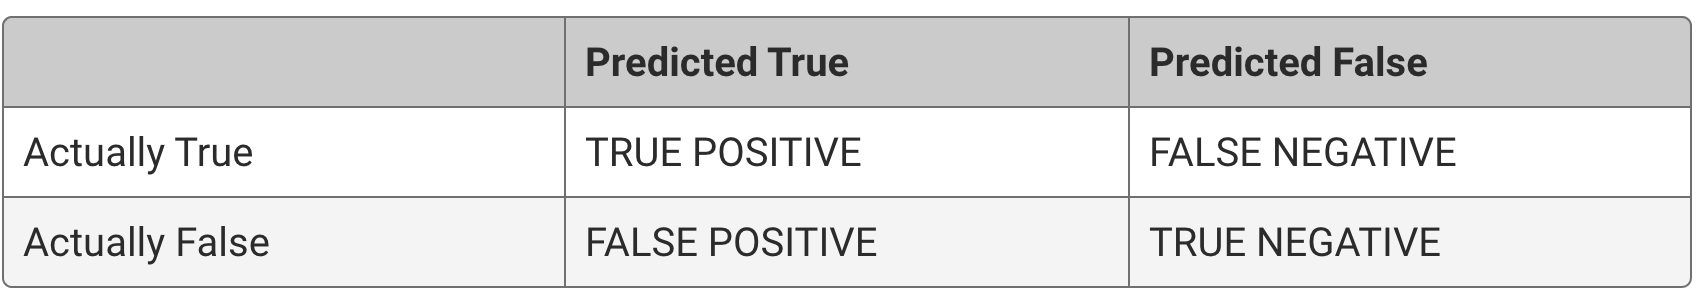 Predicted True Predicted False
Actually True TRUE POSITIVE FALSE NEGATIVE
Actually False FALSE POSITIVE TRUE NEGATIVE